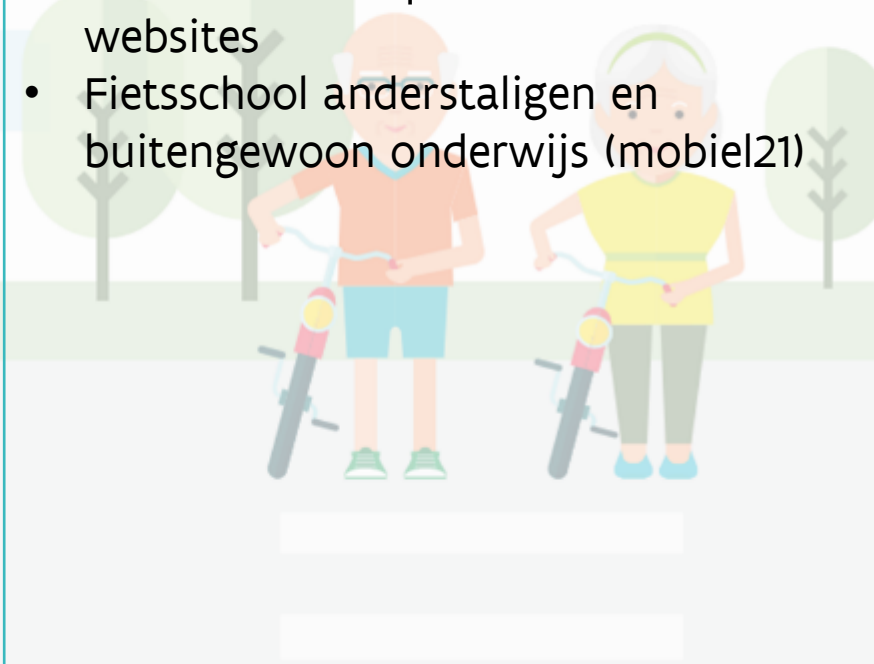 websites
• Fietsschool anderstaligen en
buitengewoon onderwijs (mobiel21)